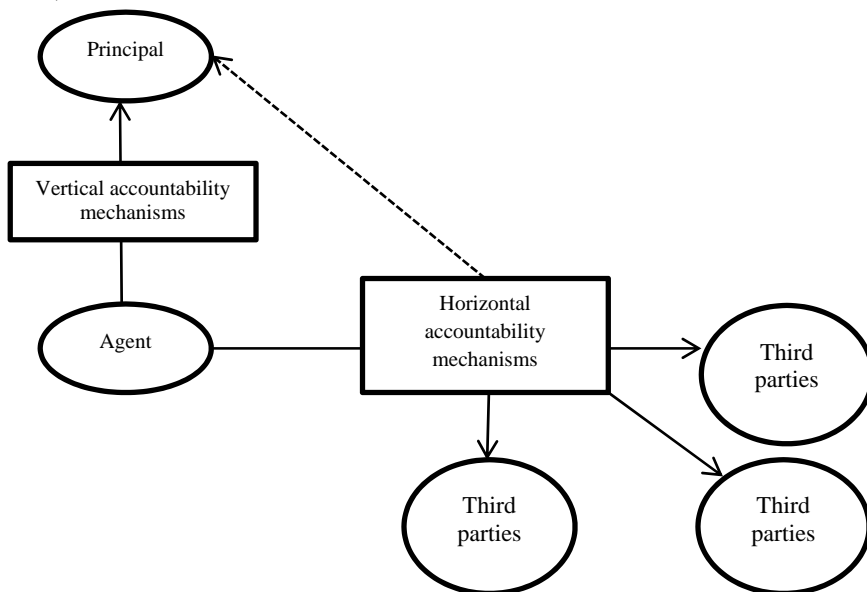 Principal
Vertical accountability
mechanisms
Agent
Horizontal
accountability
mechanisms
Third
parties
Third
parties
Third
parties